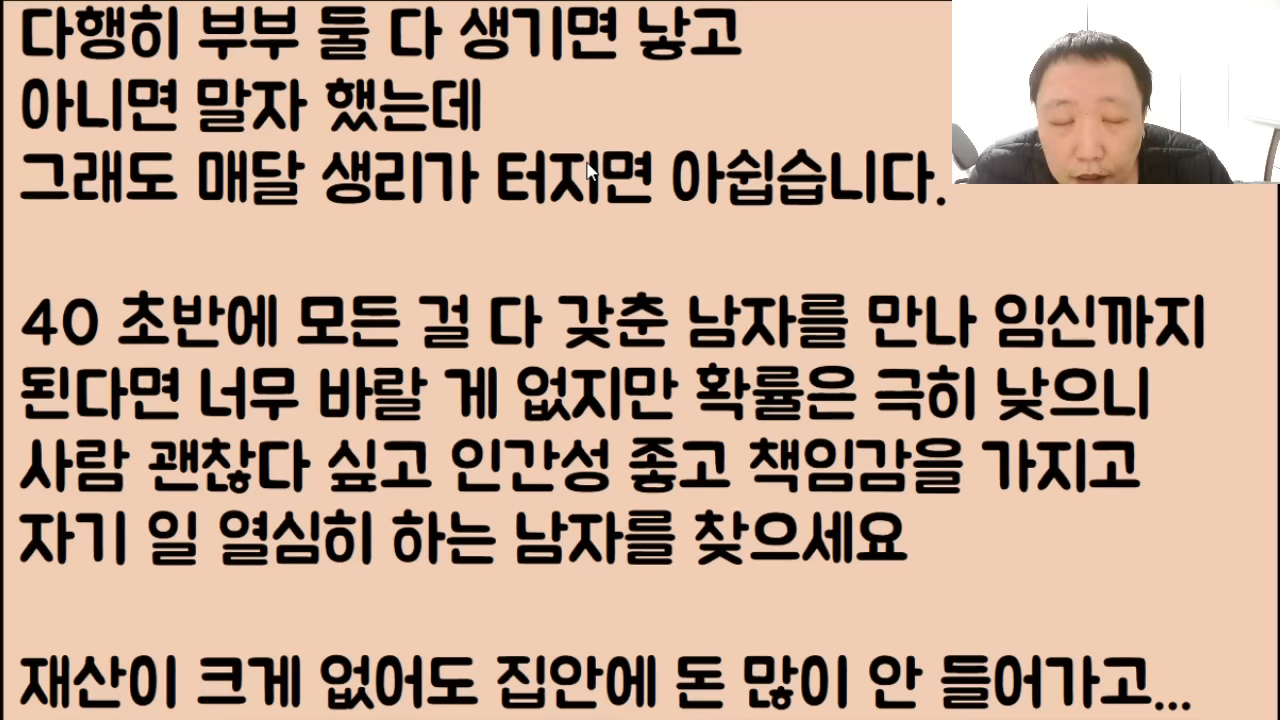 다행히 부부 둘 다 생기면 낳고
아니면 말자 했는데
그래도 매달 생리가 터지면 아쉽습니다.
40 초반에 모든 걸 다 갖춘 남자를 만나 임신까지
된다면 너무 바랄 게 없지만 확률은 극히 낮으니
사람 괜찮다 싶고 인간성 좋고 책임감을 가지고
자기 일 열심히 하는 남자를 찾으세요
재산이 크게 없어도 집안에 돈 많이 안 들어가고...